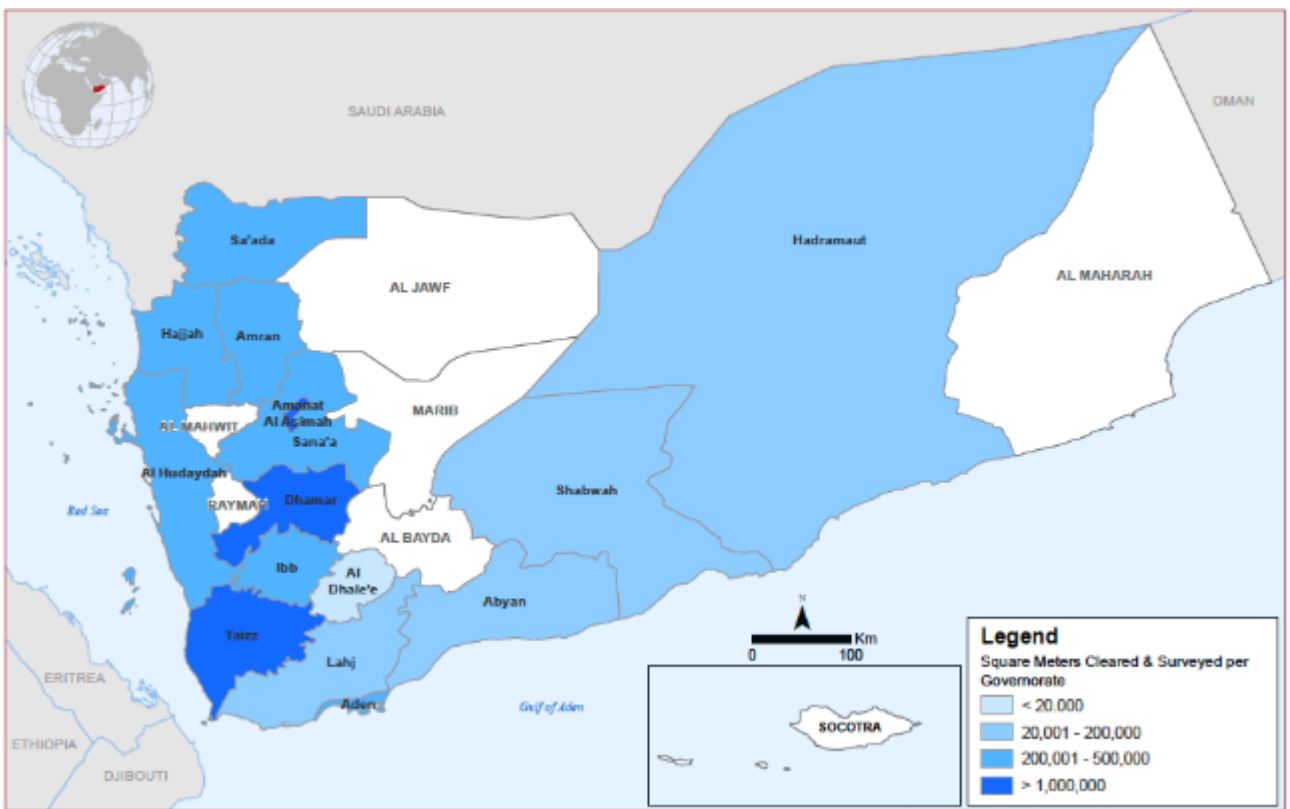 SAUDI ARABIA
OMAN
Sa'ada
Hadramaut
AL JAWF
AL MAHARAH
Hajjah
Amran
Amanat
Al Asimah
MARIB
AL MAHWIT
Sana'a
Al Hudaydah
Shabwah
RAYMAH
Dhamar
Red Sea
AL BAYDA
Ibb
Al
Dhale'e
Abyan
Taizz
Lahj
ERITREA
Aden
Gulf of Aden
ETHIOPIA
DJIBOUTI
N
Km
0 100
SOCOTRA
Legend
Square Meters Cleared & Surveyed per
Governorate
< 20.000
20,001 - 200,000
200,001 - 500,000
> 1,000,000